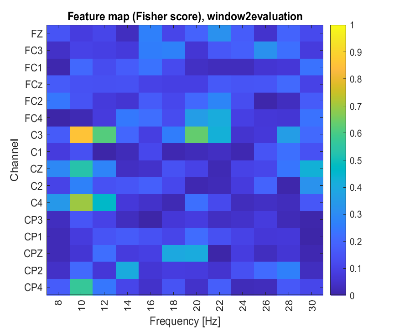 Feature map (Fisher score), window2evaluation
FZ
FC3
FC1
FCz
FC2
FC4
C3
C1
CZ
C2
C4
CP3
CP1
CPZ
CP2
CP4
Channel
8 10 12 14 16 18 20 22 24 26 28 30
Frequency [Hz]
1
0.9
0.8
0.7
0.6
0.5
0.4
0.3
0.2
0.1
0